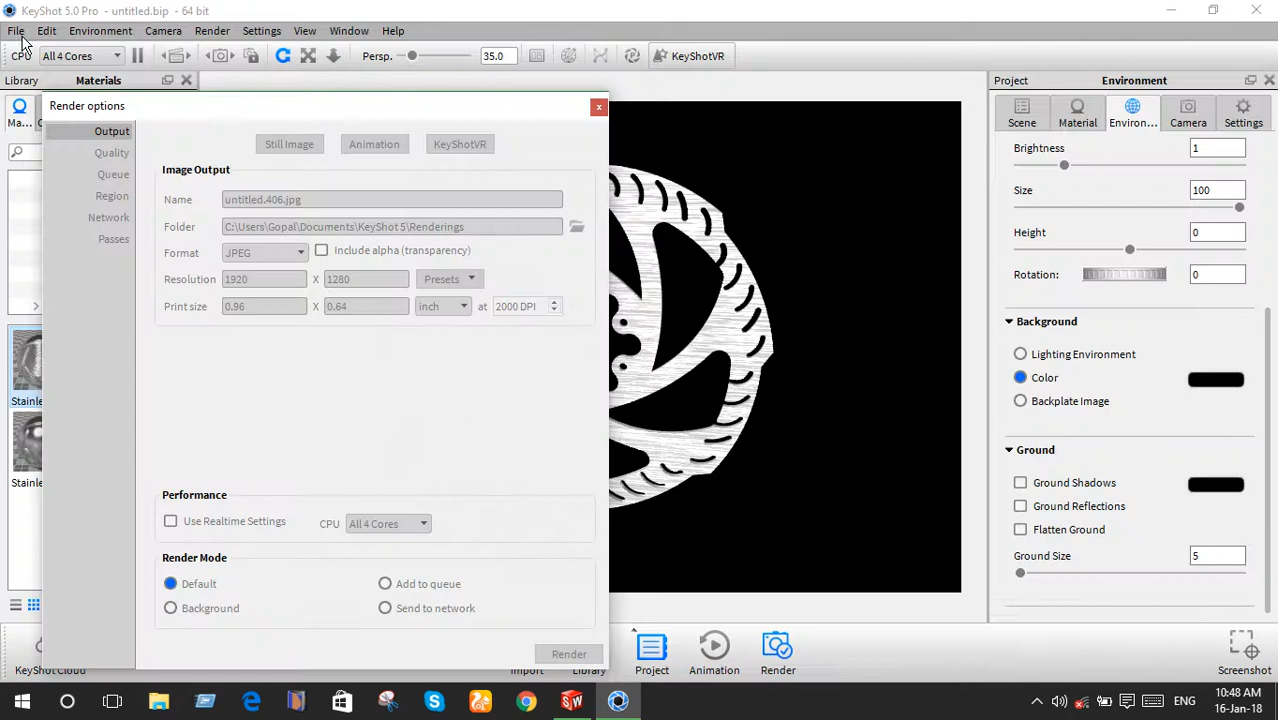 KeyShot 5.0 Pro - untitled.bip - 64 bit
File Edit Environment Camera Render Settings View Window Help
CPU All 4 Cores Persp. 35.0 KeyShotVR
Library Materials Project Environment
Ma...
Scene Material Environ... Camera Settings
Render options
Output
Quality
Queue
Region
Network
Passes
Still Image Animation KeyShotVR
Image Output
Name untitled.406.jpg
Folder C:\Users\Gopal\Documents\KeyShot 5\Renderings
Format JPEG Include alpha (transparency)
Resolution 1920 X 1280 Presets
Print size 0.96 X 0.64 inch at 2000 DPI
Performance
Use Realtime Settings CPU All 4 Cores
Render Mode
Default Add to queue
Background Send to network
Render
Stainle
Stainle
Brightness 1
Size 100
Height 0
Rotation: 0
Background
Color
Backplate Image
Ground
Ground Shadows
Ground Reflections
Flatten Ground
Ground Size 5
KeyShot Cloud Import Library Project Animation Render Screenshot
ENG
10:48 AM
16-Jan-18